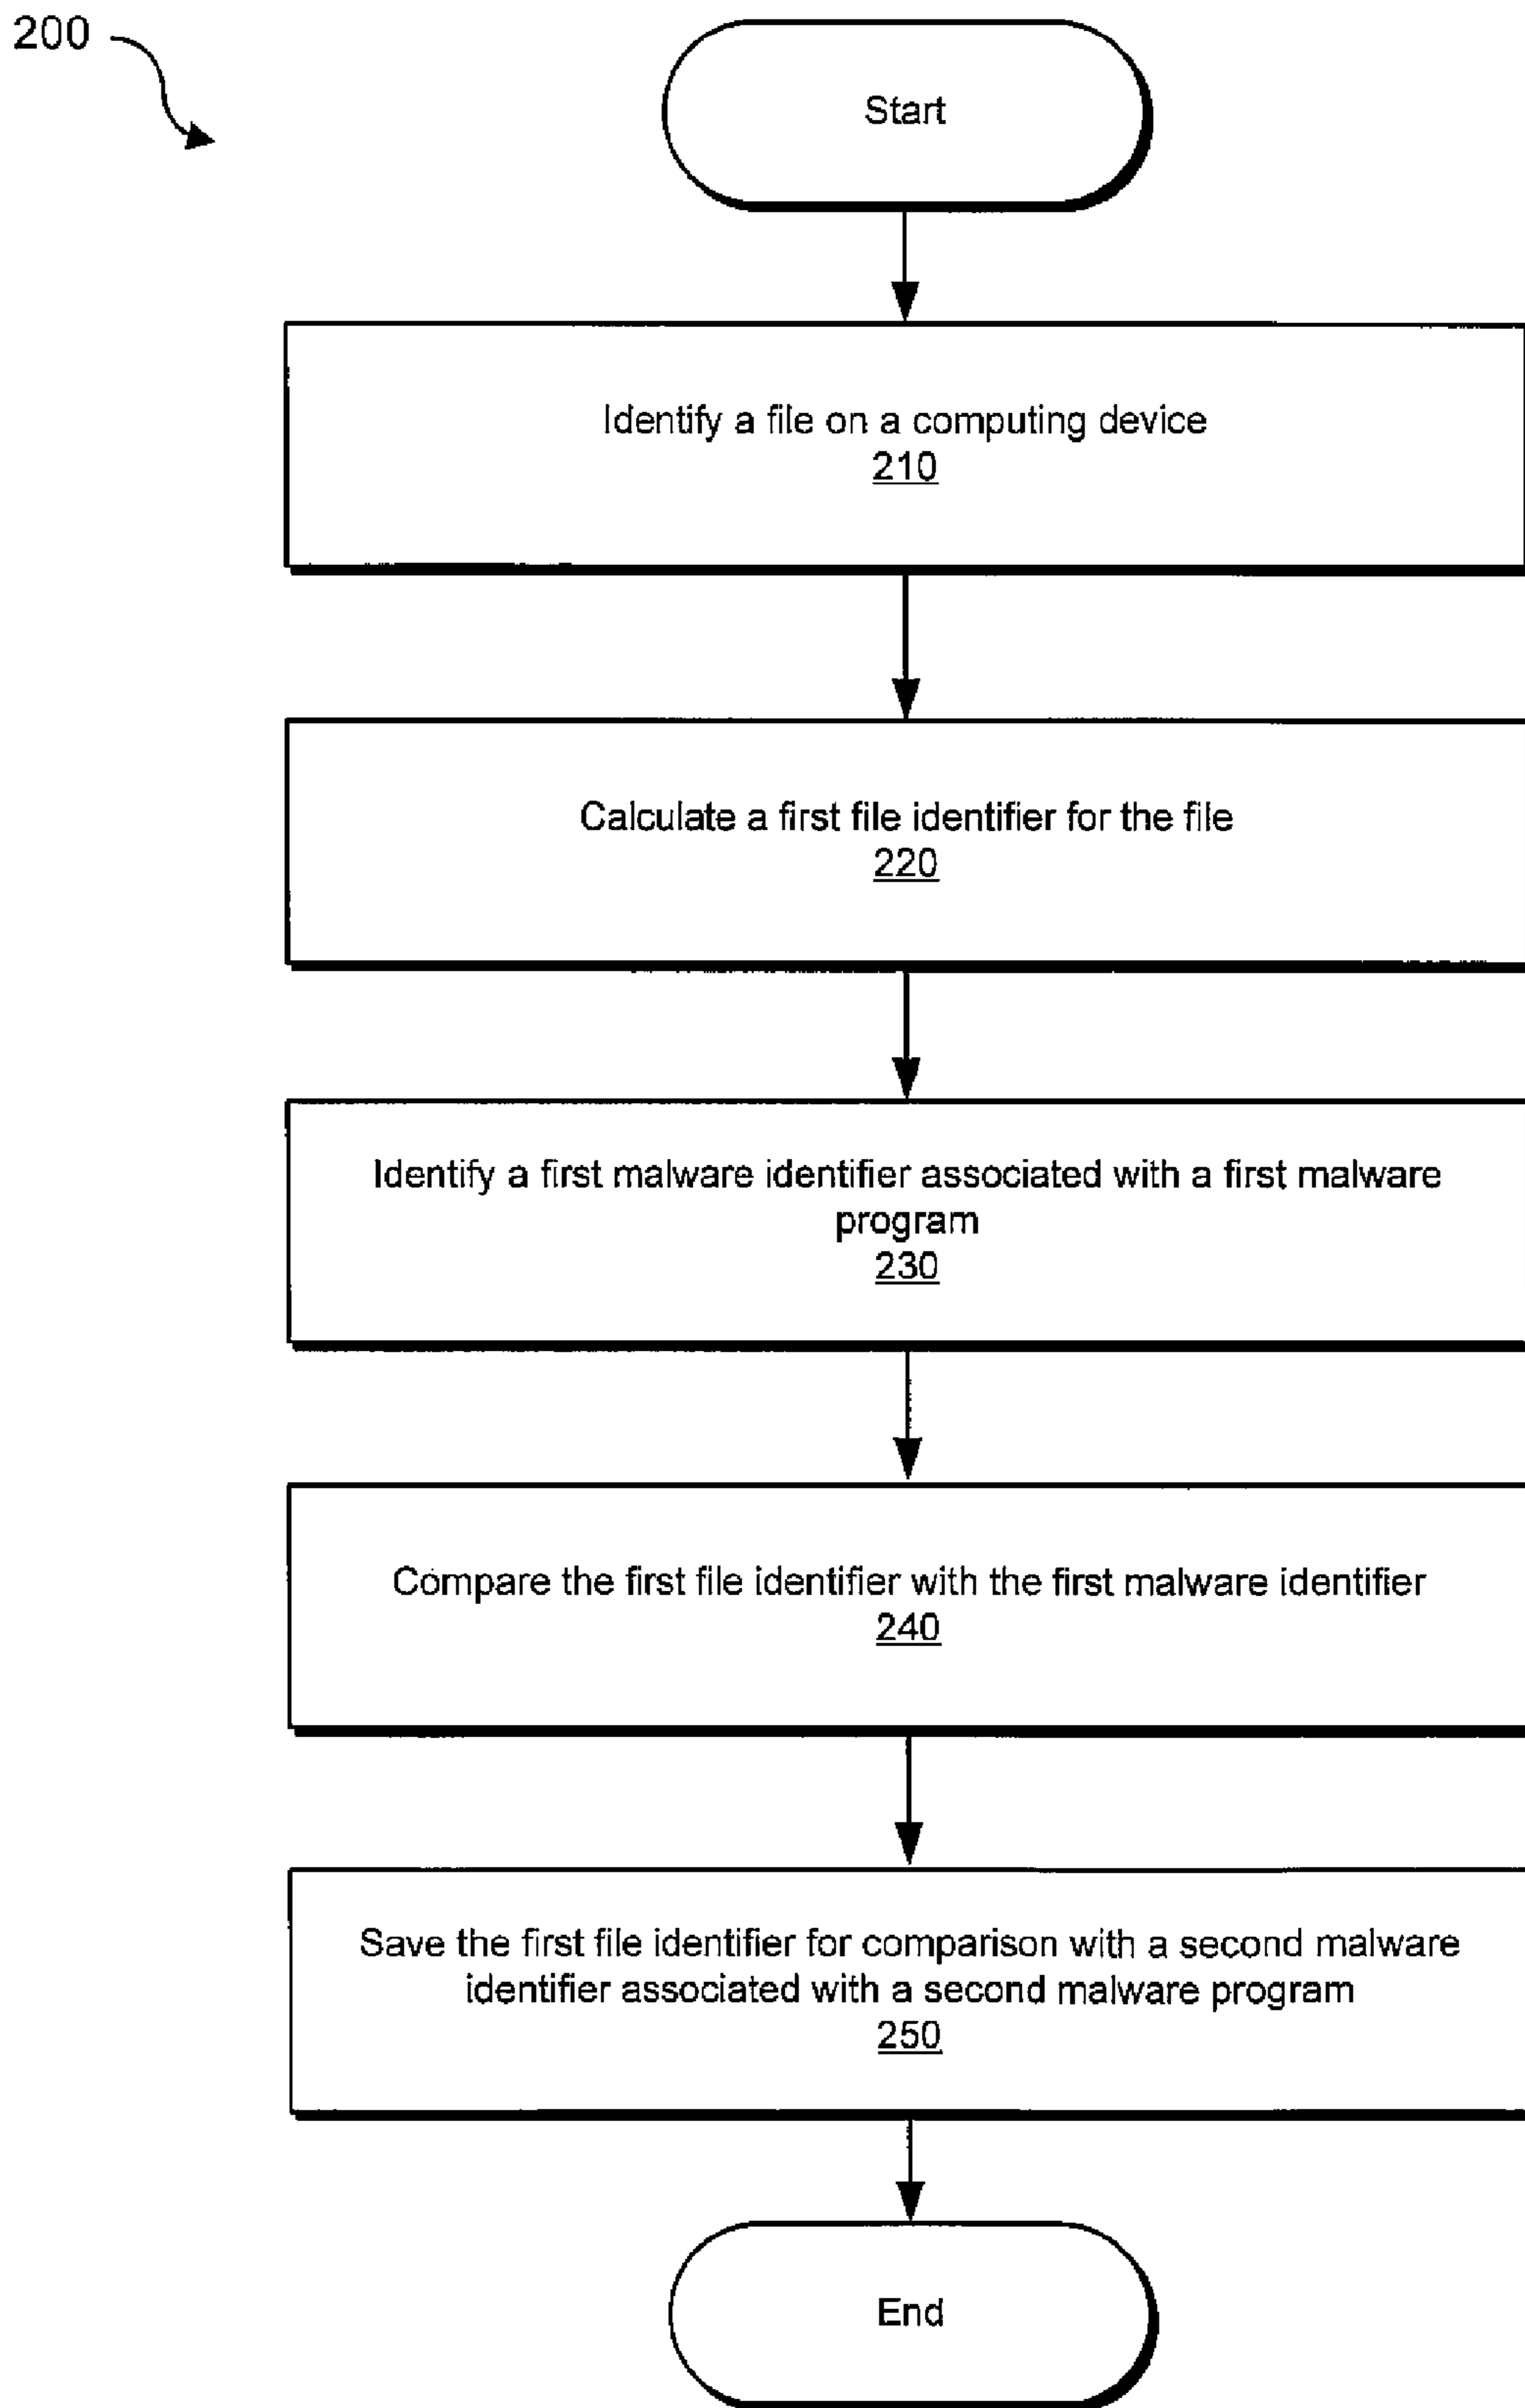 200
Start
Identify a file on a computing device
210
Calculate a first file identifier for the file
220
Identify a first malware identifier associated with a first malware
program
230
Compare the first file identifier with the first malware identifier
240
Save the first file identifier for comparison with a second malware
identifier associated with a second malware program
250
End